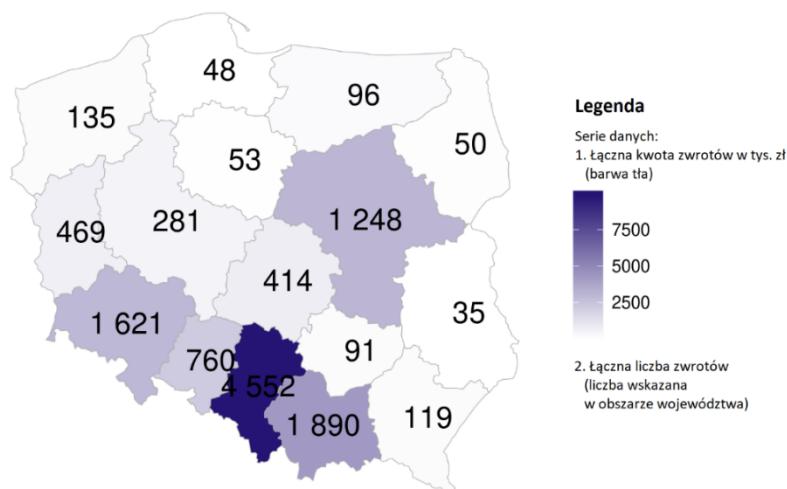 48
96
135
50
53
281
1 248
469
414
35
1 621
91
760
4 552
119
1 890
Legenda
Serie danych:
1. Łączna kwota zwrotów w tys. zł
(barwa tła)
7500
5000
2500
2. Łączna liczba zwrotów
(liczba wskazana
w obszarze województwa)